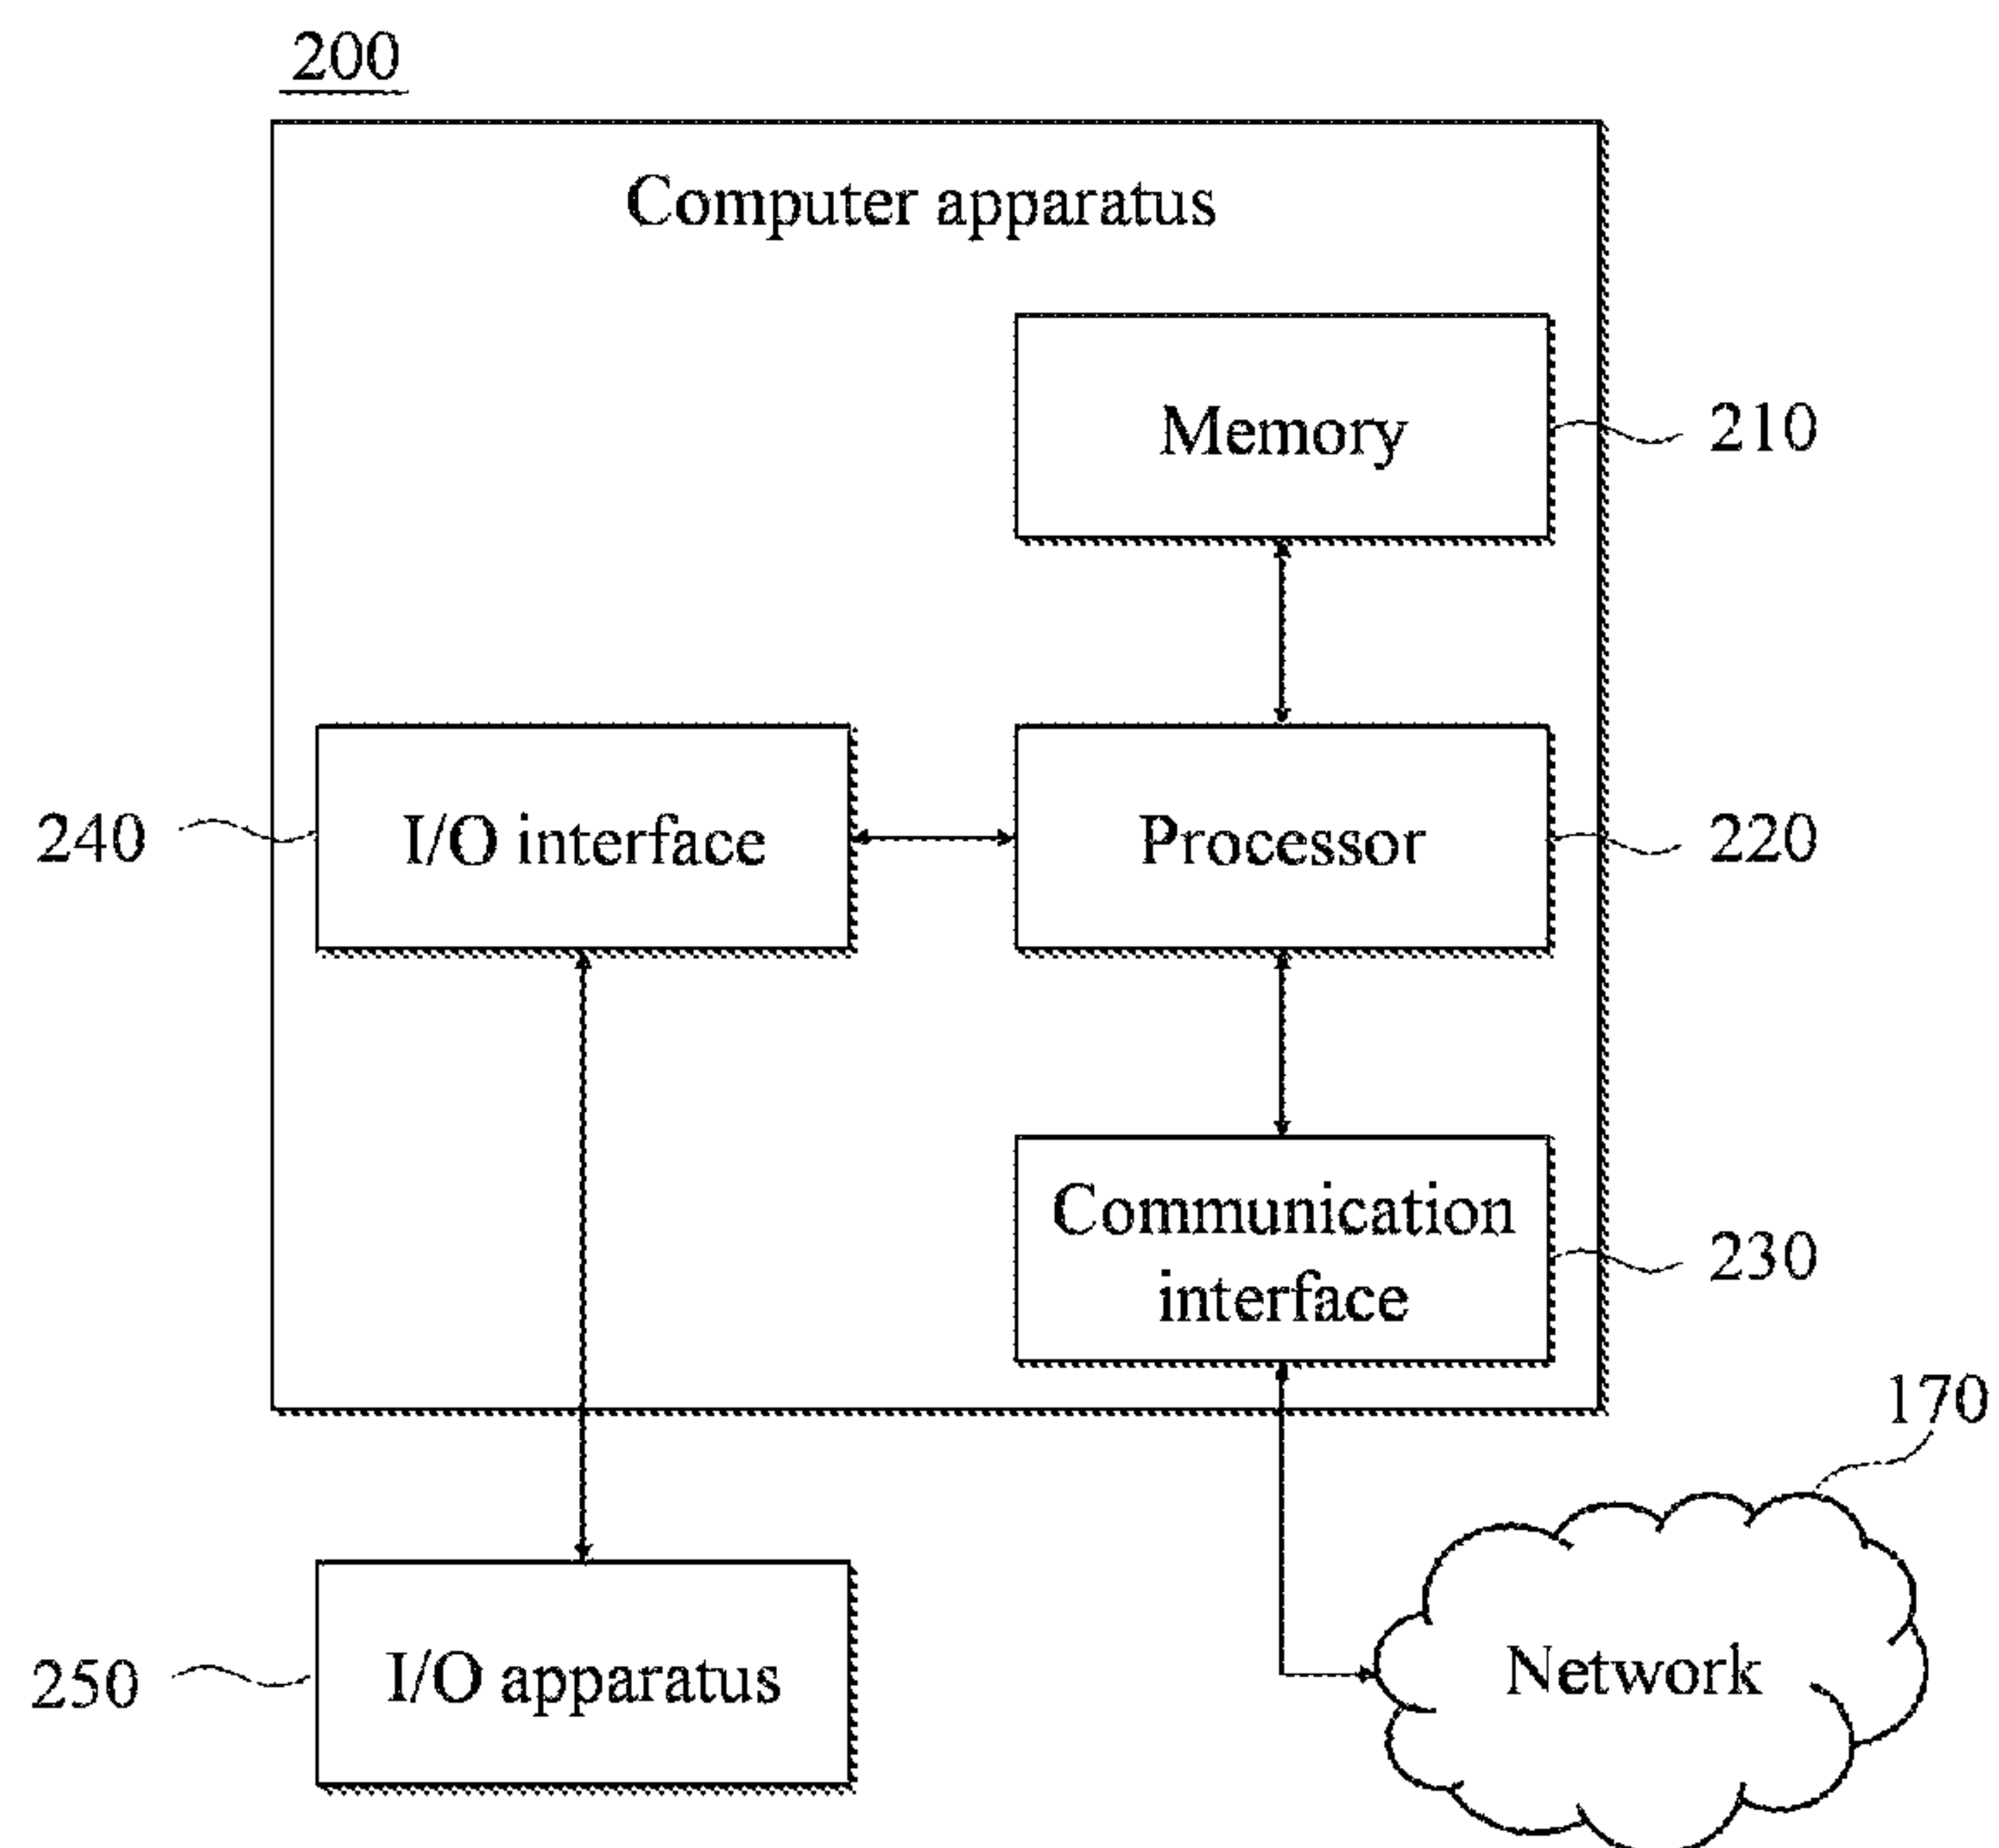 200
Computer apparatus
Memory
210
240
I/O interface
Processor
220
Communication
interface
230
170
250
I/O apparatus
Network